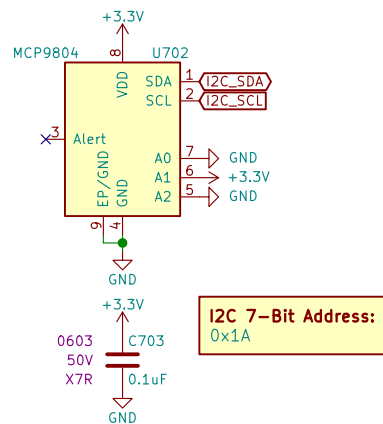 +3.3V
MCP9804 U702
8
VDD
SDA 1 I2C_SDA
SCL 2 I2C_SCL
3 Alert
A0 7 GND
A1 6 +3.3V
A2 5 GND
EP/GND
GND
9 4
GND
+3.3V
0603 C703
50V
X7R 0.1uF
GND
I2C 7-Bit Address:
0x1A